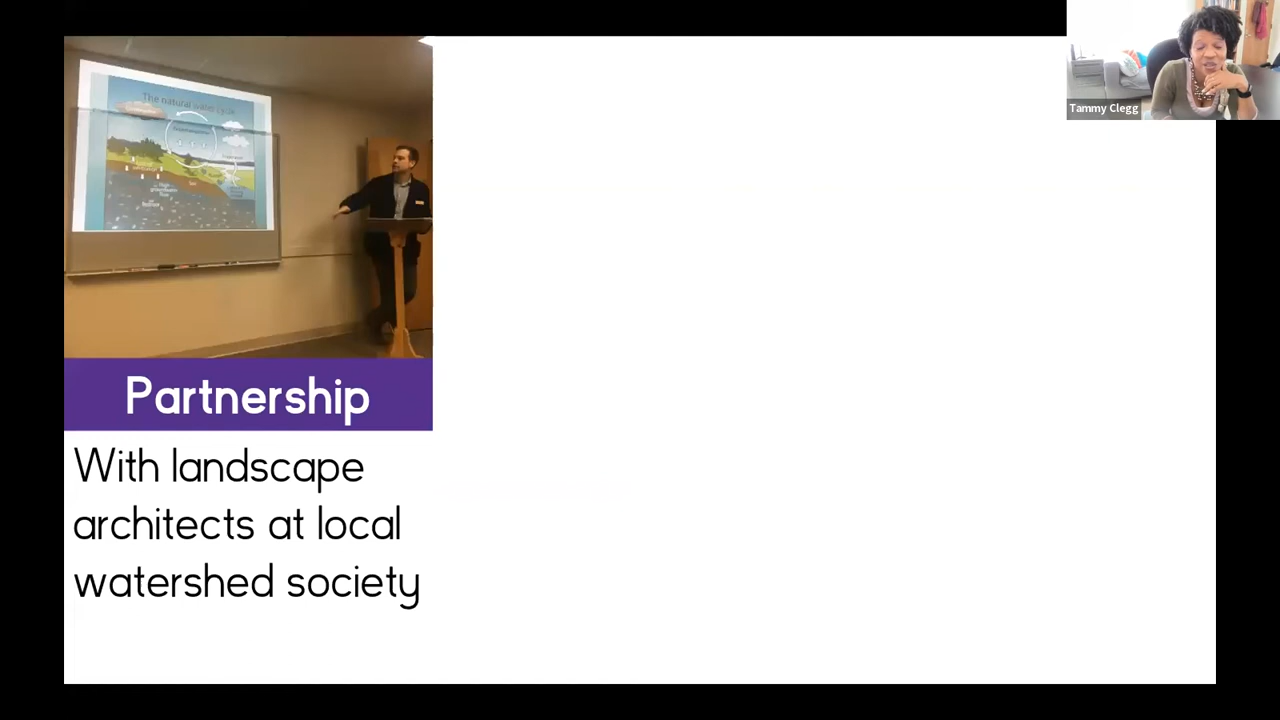 Tammy Clegg
The natural water cycle
Partnership
With landscape
architects at local
watershed society